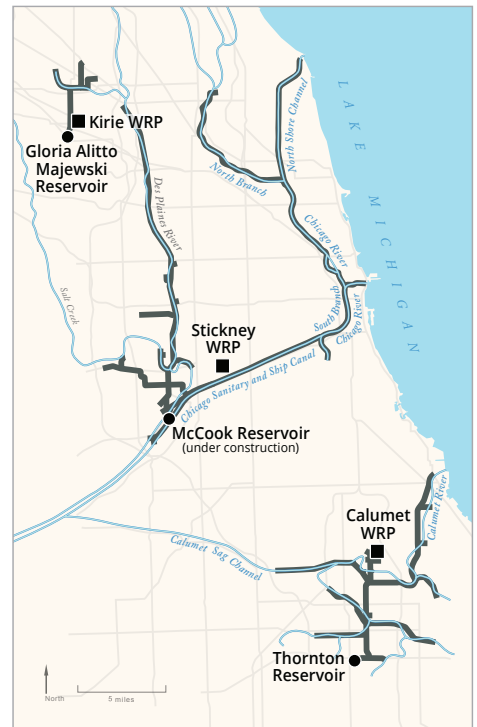 LAKE MICHIGAN
North Shore Channel
Kirie WRP
Gloria Alitto
Majewski
Reservoir
North Branch
Des Plaines River
Chicago River
Salt Creek
South Branch
Chicago River
Stickney
WRP
Chicago Sanitary and Ship Canal
McCook Reservoir
(under construction)
Calumet River
Calumet
WRP
Calumet Sag Channel
Thornton
Reservoir
North
5 miles